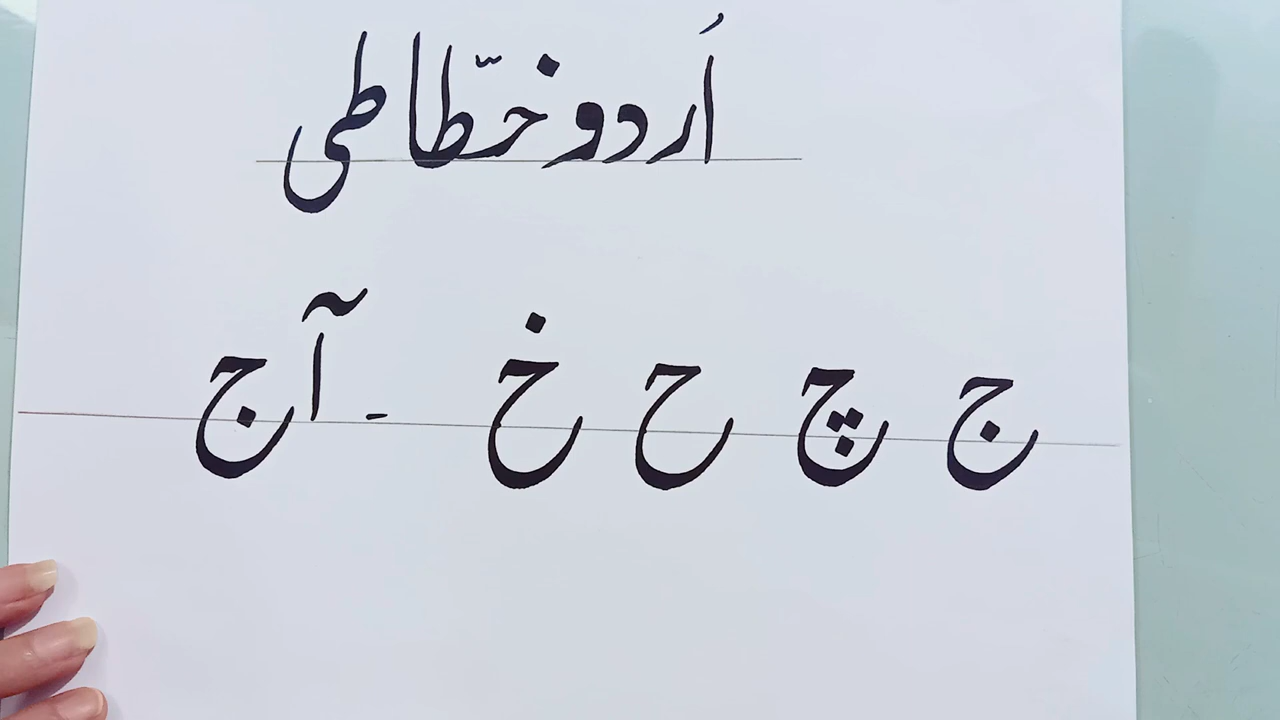 اُردو خطّاطی
ج چ ح خ ۔ آج